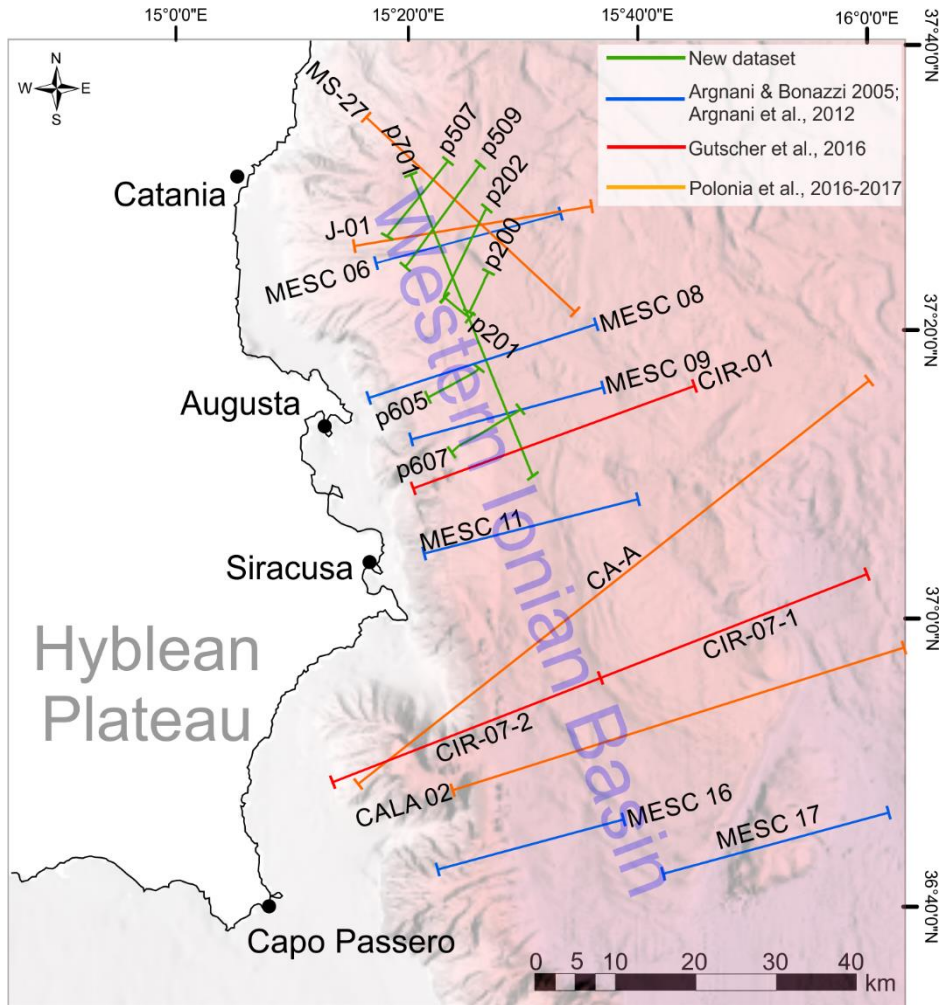 15°0'0"E
15°20'0"E
15°40'0"E
16°0'0"E
37°40'0"N
N
W
E
S
New dataset
Argnani & Bonazzi 2005;
Argnani et al., 2012
Gutscher et al., 2016
Polonia et al., 2016-2017
MS-27
p701
p507
p509
p202
p200
Catania
J-01
MESC 06
p201
MESC 08
37°20'0"N
MESC 09
CIR-01
p605
Augusta
p607
MESC 11
Siracusa
CA-A
Western Ionian Basin
37°0'0"N
Hyblean
Plateau
CIR-07-1
CIR-07-2
CALA 02
MESC 16
MESC 17
36°40'0"N
Capo Passero
0 5 10 20 30 40
km